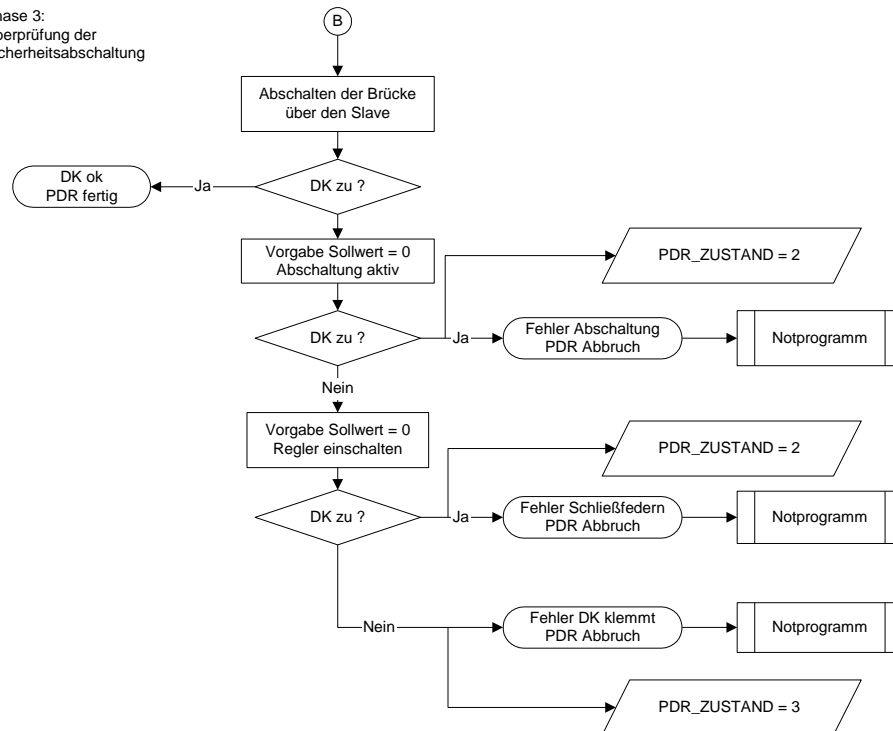 hase 3:
berprüfung der
cherheitsabschaltung
B
Abschalten der Brücke
über den Slave
DK zu ?
Ja
DK ok
PDR fertig
Vorgabe Sollwert = 0
Abschaltung aktiv
PDR_ZUSTAND = 2
DK zu ?
Ja
Fehler Abschaltung
PDR Abbruch
Notprogramm
Nein
Vorgabe Sollwert = 0
Regler einschalten
PDR_ZUSTAND = 2
DK zu ?
Ja
Fehler Schließfedern
PDR Abbruch
Notprogramm
Nein
Fehler DK klemmt
PDR Abbruch
Notprogramm
PDR_ZUSTAND = 3